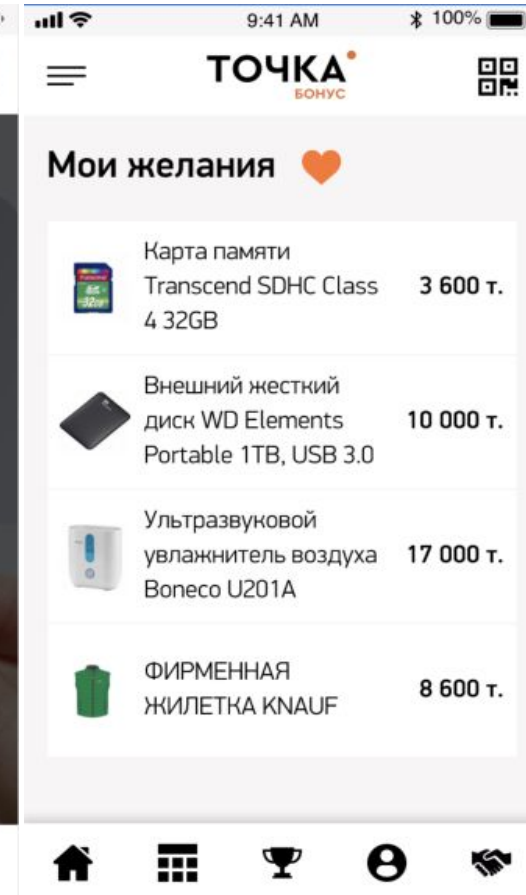 9:41 AM
100%
ТОЧКА
БОНУС
Мои желания
Карта памяти
Transcend SDHC Class
4 32GB
3 600 т.
Внешний жесткий
диск WD Elements
Portable 1TB, USB 3.0
10 000 т.
Ультразвуковой
увлажнитель воздуха
Boneco U201A
17 000 т.
ФИРМЕННАЯ
ЖИЛЕТКА KNAUF
8 600 т.